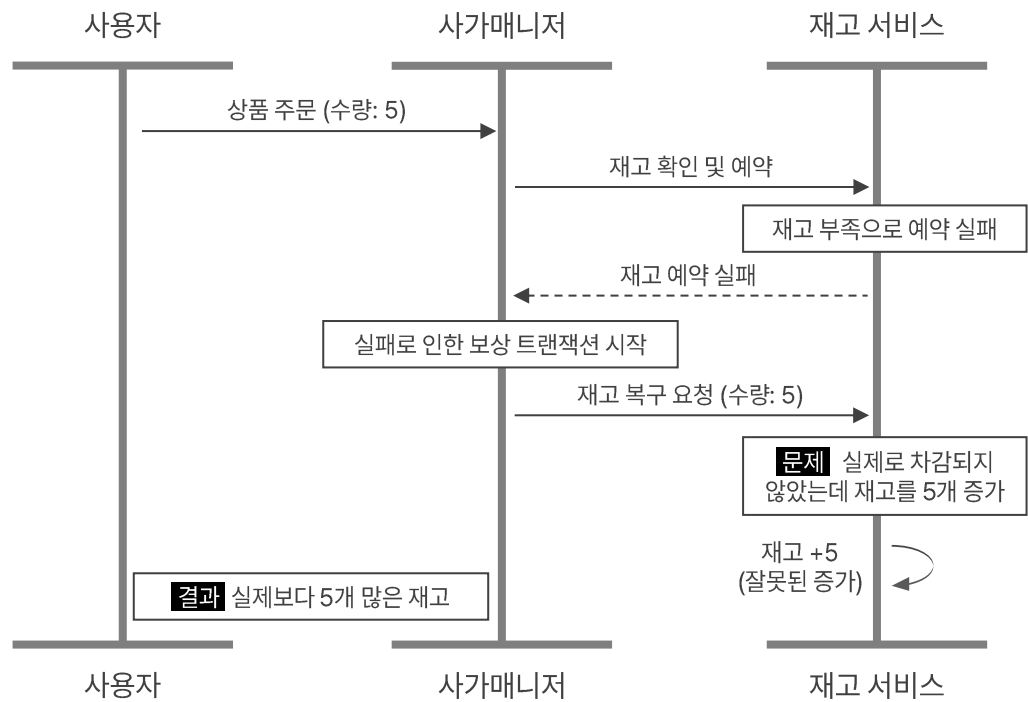 사용자
사가매니저
재고 서비스
상품 주문 (수량: 5)
재고 확인 및 예약
재고 부족으로 예약 실패
재고 예약 실패
실패로 인한 보상 트랜잭션 시작
재고 복구 요청 (수량: 5)
문제 실제로 차감되지
않았는데 재고를 5개 증가
재고 +5
(잘못된 증가)
결과 실제보다 5개 많은 재고
사용자
사가매니저
재고 서비스